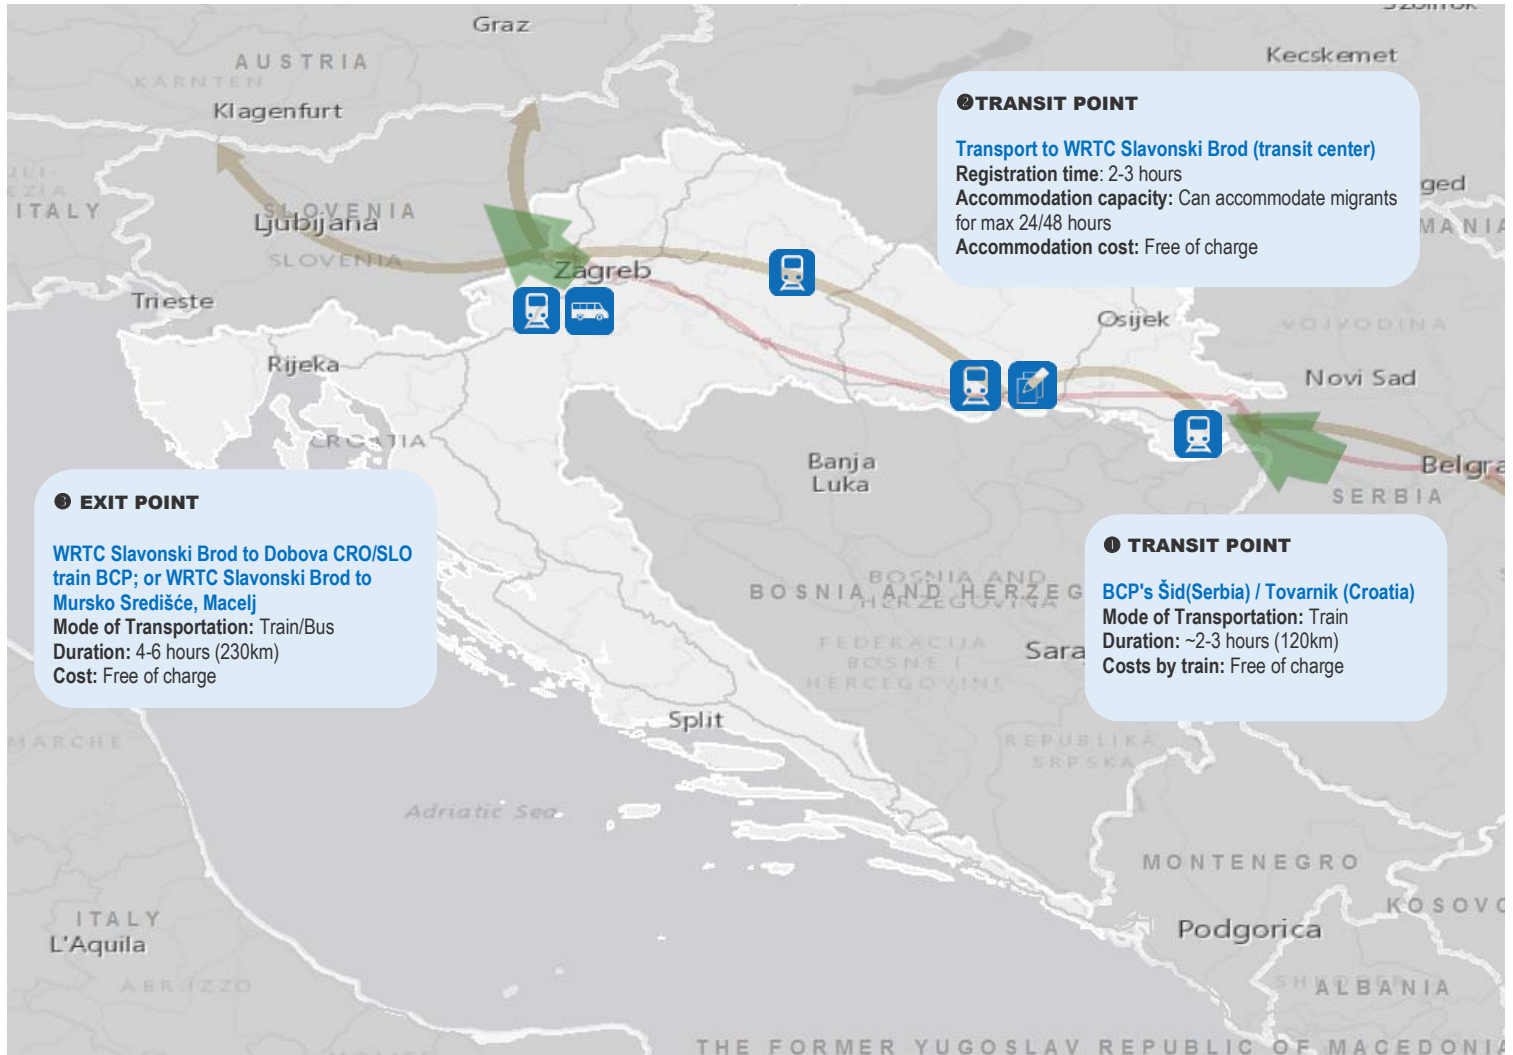 Graz
AUSTRIA
KÄRNTEN
Klagenfurt
Kecskemet
❷TRANSIT POINT
Transport to WRTC Slavonski Brod (transit center)
Registration time: 2-3 hours
Accommodation capacity: Can accommodate migrants
for max 24/48 hours
Accommodation cost: Free of charge
ged
MANIA
ITALY
SLOVENIA
Ljubljana
SLOVENIA
Zagreb
Trieste
Osijek
VOJVODINA
Rijeka
Novi Sad
CROATIA
Banja
Luka
Belgra
SERBIA
❸ EXIT POINT
WRTC Slavonski Brod to Dobova CRO/SLO
train BCP; or WRTC Slavonski Brod to
Mursko Središće, Macelj
Mode of Transportation: Train/Bus
Duration: 4-6 hours (230km)
Cost: Free of charge
❶ TRANSIT POINT
BCP's Šid(Serbia) / Tovarnik (Croatia)
Mode of Transportation: Train
Duration: ~2-3 hours (120km)
Costs by train: Free of charge
BOSNIA AND HERZEG
BOSNIA AND
HERZEGOVINA
FEDERACIJA
BOSNE I
HERCEGOVINE
Sara
Split
MARCHE
REPUBLIKA
SRPSKA
Adriatic Sea
MONTENEGRO
KOSOVO
Podgorica
ITALY
L'Aquila
ABRUZZO
ALBANIA
THE FORMER YUGOSLAV REPUBLIC OF MACEDONIA